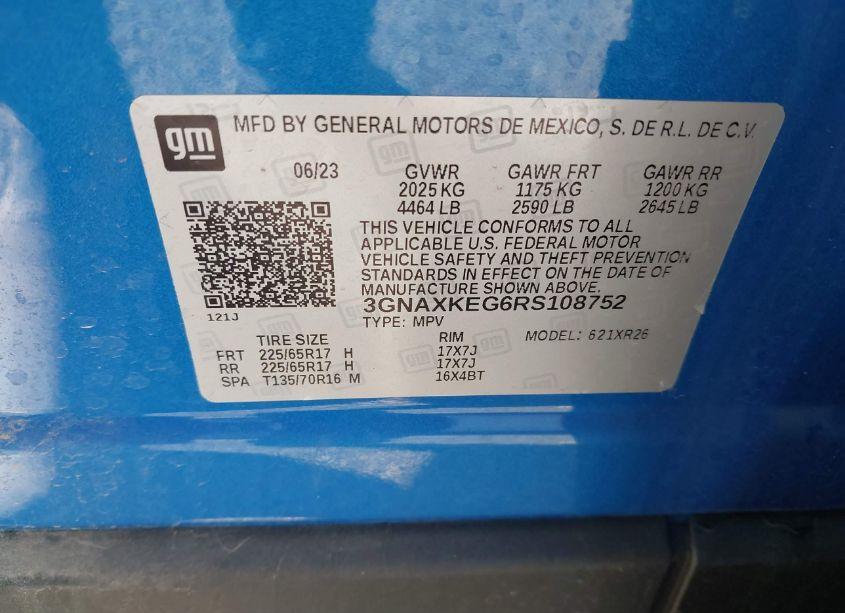 gm MFD BY GENERAL MOTORS DE MEXICO, S. DE R.L. DE C.V.
06/23 GVWR GAWR FRT GAWR RR
2025 KG 1175 KG 1200 KG
4464 LB 2590 LB 2645 LB
THIS VEHICLE CONFORMS TO ALL
APPLICABLE U.S. FEDERAL MOTOR
VEHICLE SAFETY AND THEFT PREVENTION
STANDARDS IN EFFECT ON THE DATE OF
MANUFACTURE SHOWN ABOVE.
3GNAXKEG6RS108752
121J TYPE: MPV MODEL: 621XR26
TIRE SIZE RIM
FRT 225/65R17 H 17X7J
RR 225/65R17 H 17X7J
SPA T135/70R16 M 16X4BT